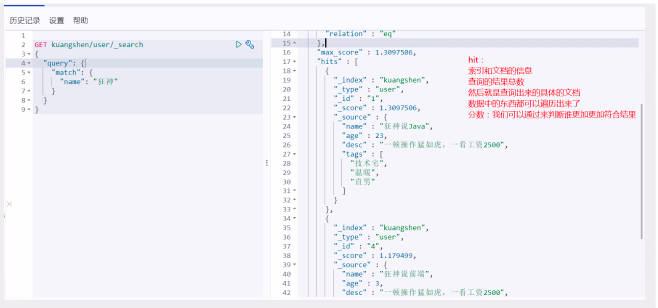 历史记录 设置 帮助
1
2 GET kuangshen/user/_search
3 {
4 "query": {
5 "match": {
6 "name": "狂神"
7 }
8 }
9 }
14 "relation" : "eq"
15 },
16 "max_score" : 1.3097506,
17 "hits" : [
18 {
19 "_index" : "kuangshen",
20 "_type" : "user",
21 "_id" : "1",
22 "_score" : 1.3097506,
23 "_source" : {
24 "name" : "狂神说Java",
25 "age" : 23,
26 "desc" : "一顿操作猛如虎，一看工资2500",
27 "tags" : [
28 "技术宅",
29 "温暖",
30 "直男"
31 ]
32 }
33 },
34 {
35 "_index" : "kuangshen",
36 "_type" : "user",
37 "_id" : "4",
38 "_score" : 1.179499,
39 "_source" : {
40 "name" : "狂神说前端",
41 "age" : 3,
42 "desc" : "一顿操作猛如虎，一看工资2500",
hit：
索引和文档的信息
查询的结果总数
然后就是查询出来的具体的文档
数据中的东西都可以遍历出来了
分数：我们可以通过来判断谁更加更加符合结果